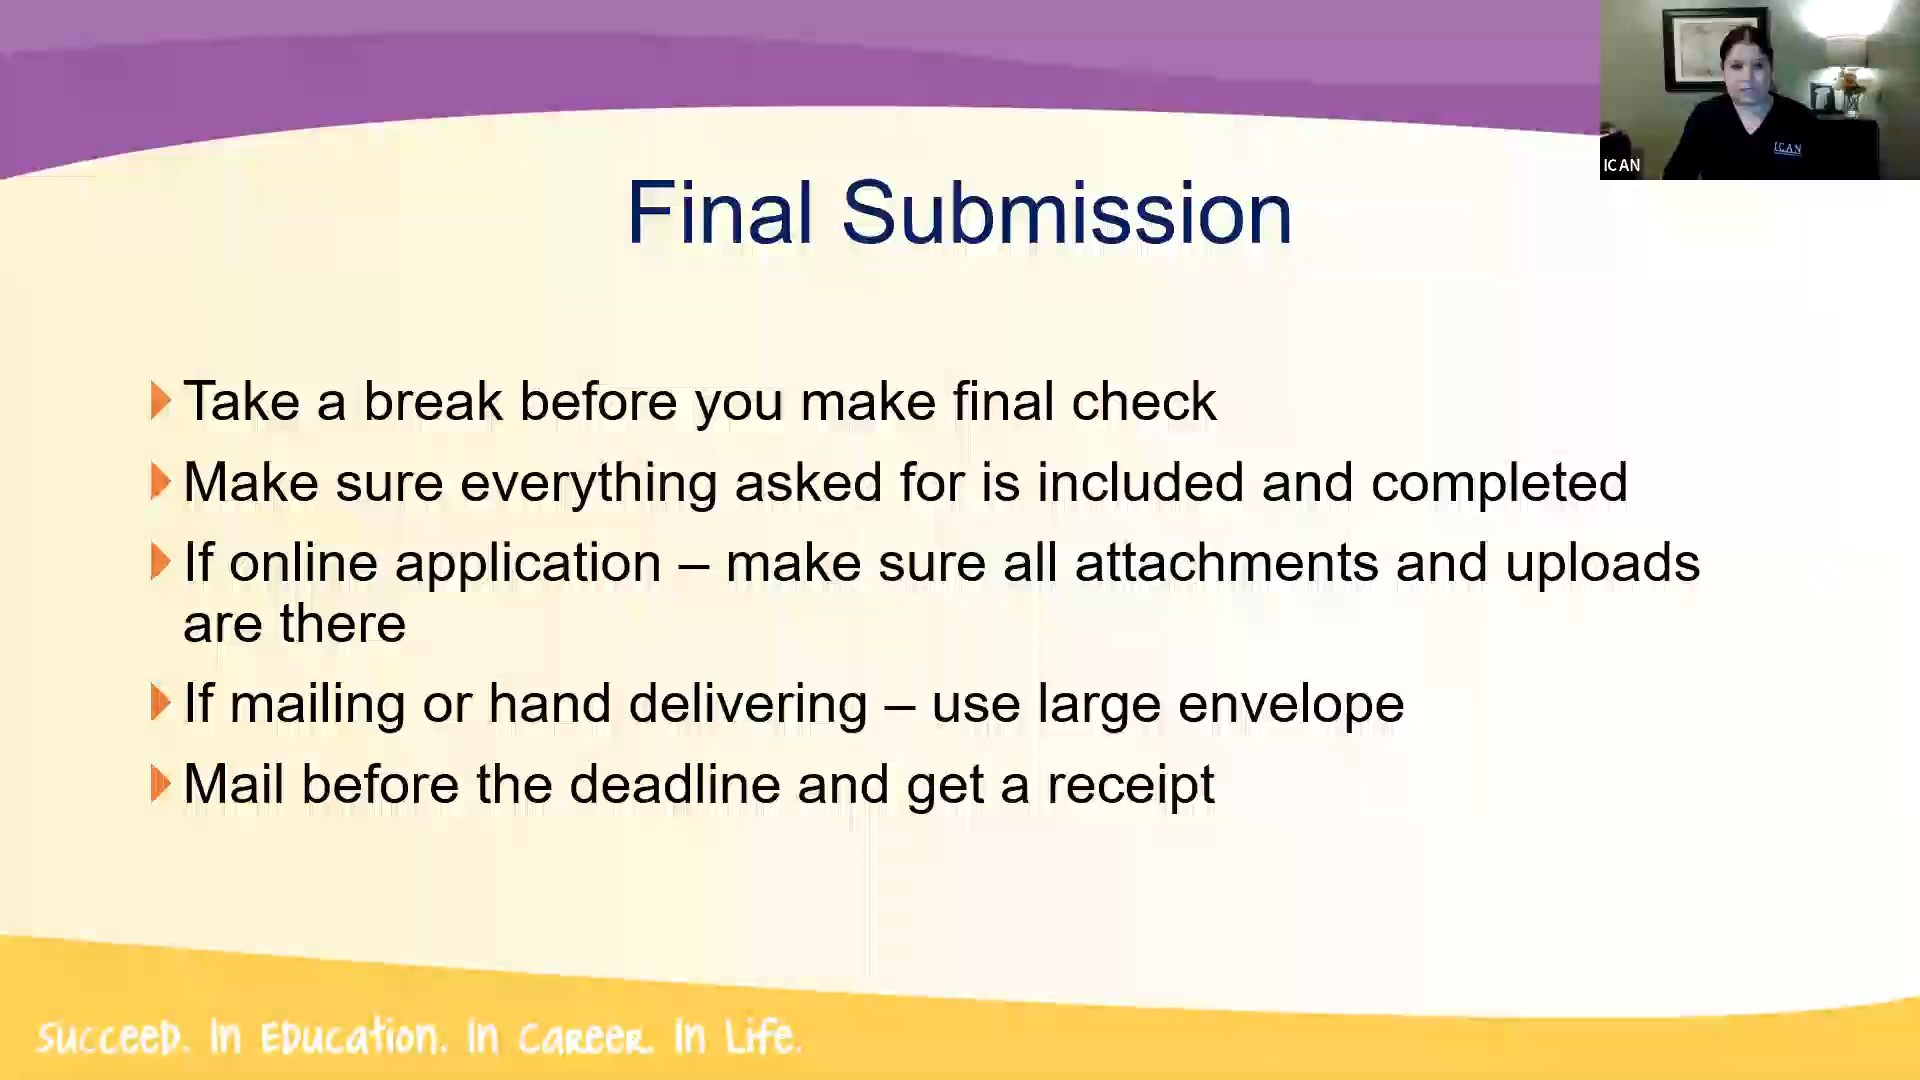 ICAN
ICAN
Final Submission
Take a break before you make final check
Make sure everything asked for is included and completed
If online application – make sure all attachments and uploads
are there
If mailing or hand delivering – use large envelope
Mail before the deadline and get a receipt
Succeed. In Education. In Career. In Life.